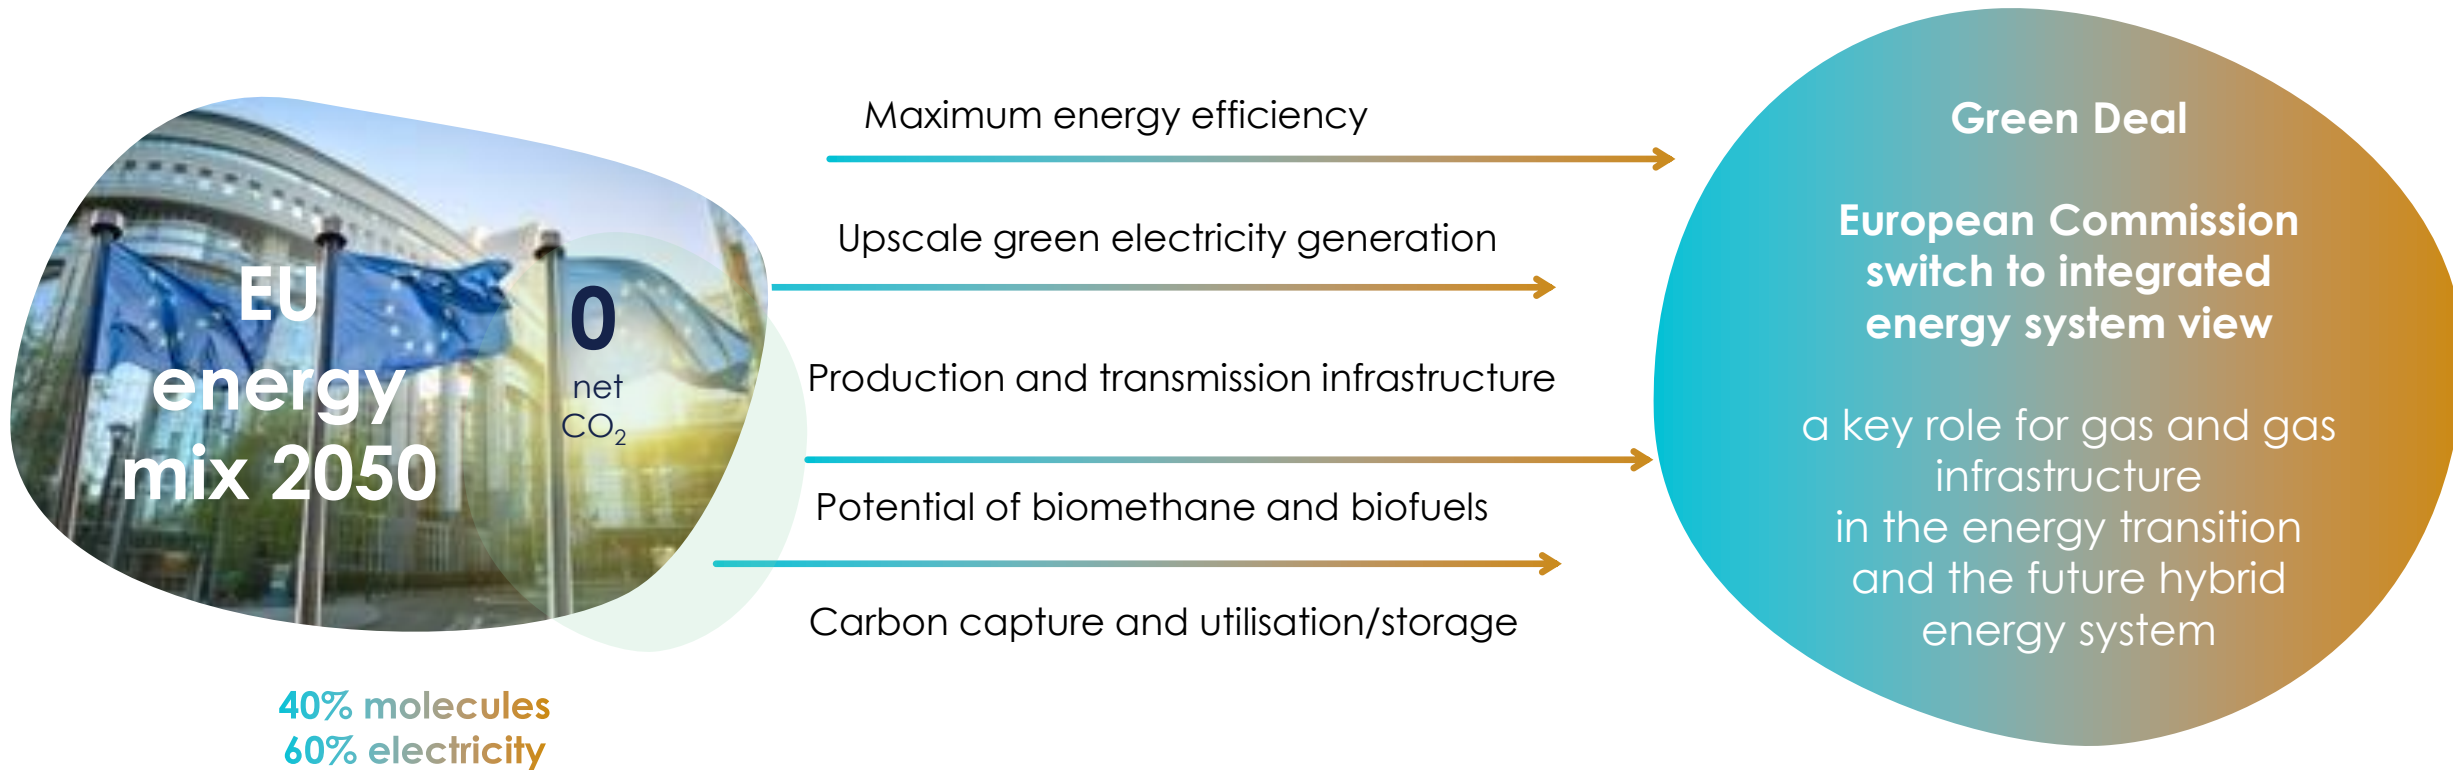 EU
energy
mix 2050
0
net
CO₂
40% molecules
60% electricity
Maximum energy efficiency
Upscale green electricity generation
Production and transmission infrastructure
Potential of biomethane and biofuels
Carbon capture and utilisation/storage
Green Deal
European Commission
switch to integrated
energy system view
a key role for gas and gas
infrastructure
in the energy transition
and the future hybrid
energy system